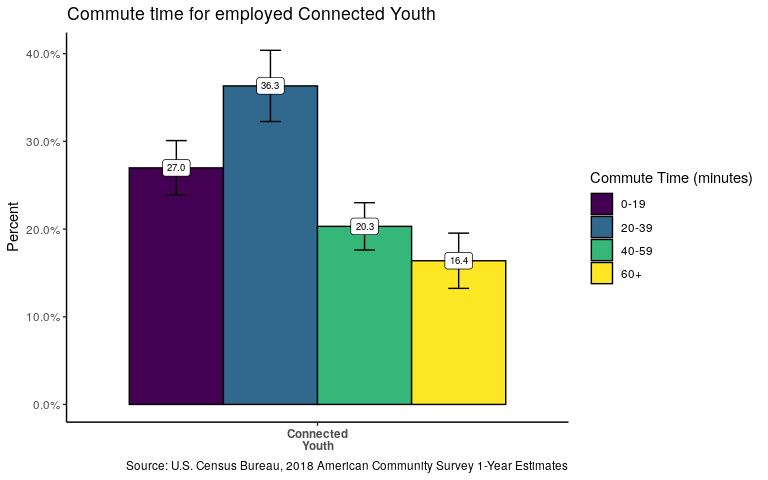 Commute time for employed Connected Youth
Percent
40.0%
30.0%
20.0%
10.0%
0.0%
27.0
36.3
20.3
16.4
Connected
Youth
Commute Time (minutes)
0-19
20-39
40-59
60+
Source: U.S. Census Bureau, 2018 American Community Survey 1-Year Estimates